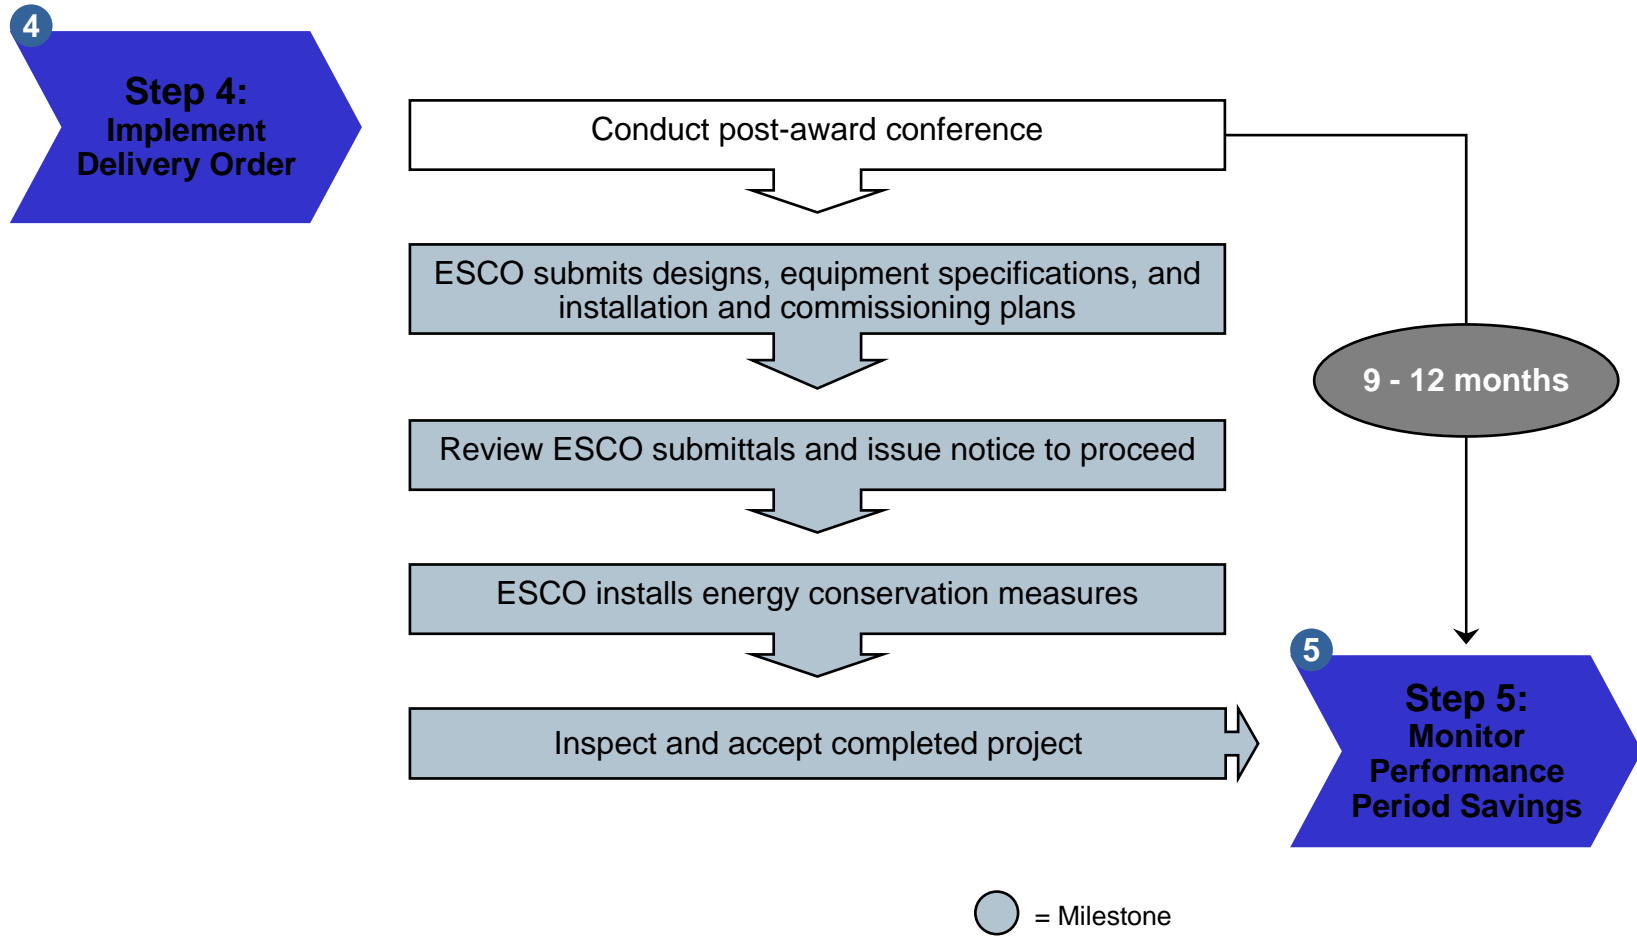 4
Step 4:
Implement
Delivery Order
Conduct post-award conference
ESCO submits designs, equipment specifications, and
installation and commissioning plans
Review ESCO submittals and issue notice to proceed
ESCO installs energy conservation measures
Inspect and accept completed project
9 - 12 months
5
Step 5:
Monitor
Performance
Period Savings
= Milestone